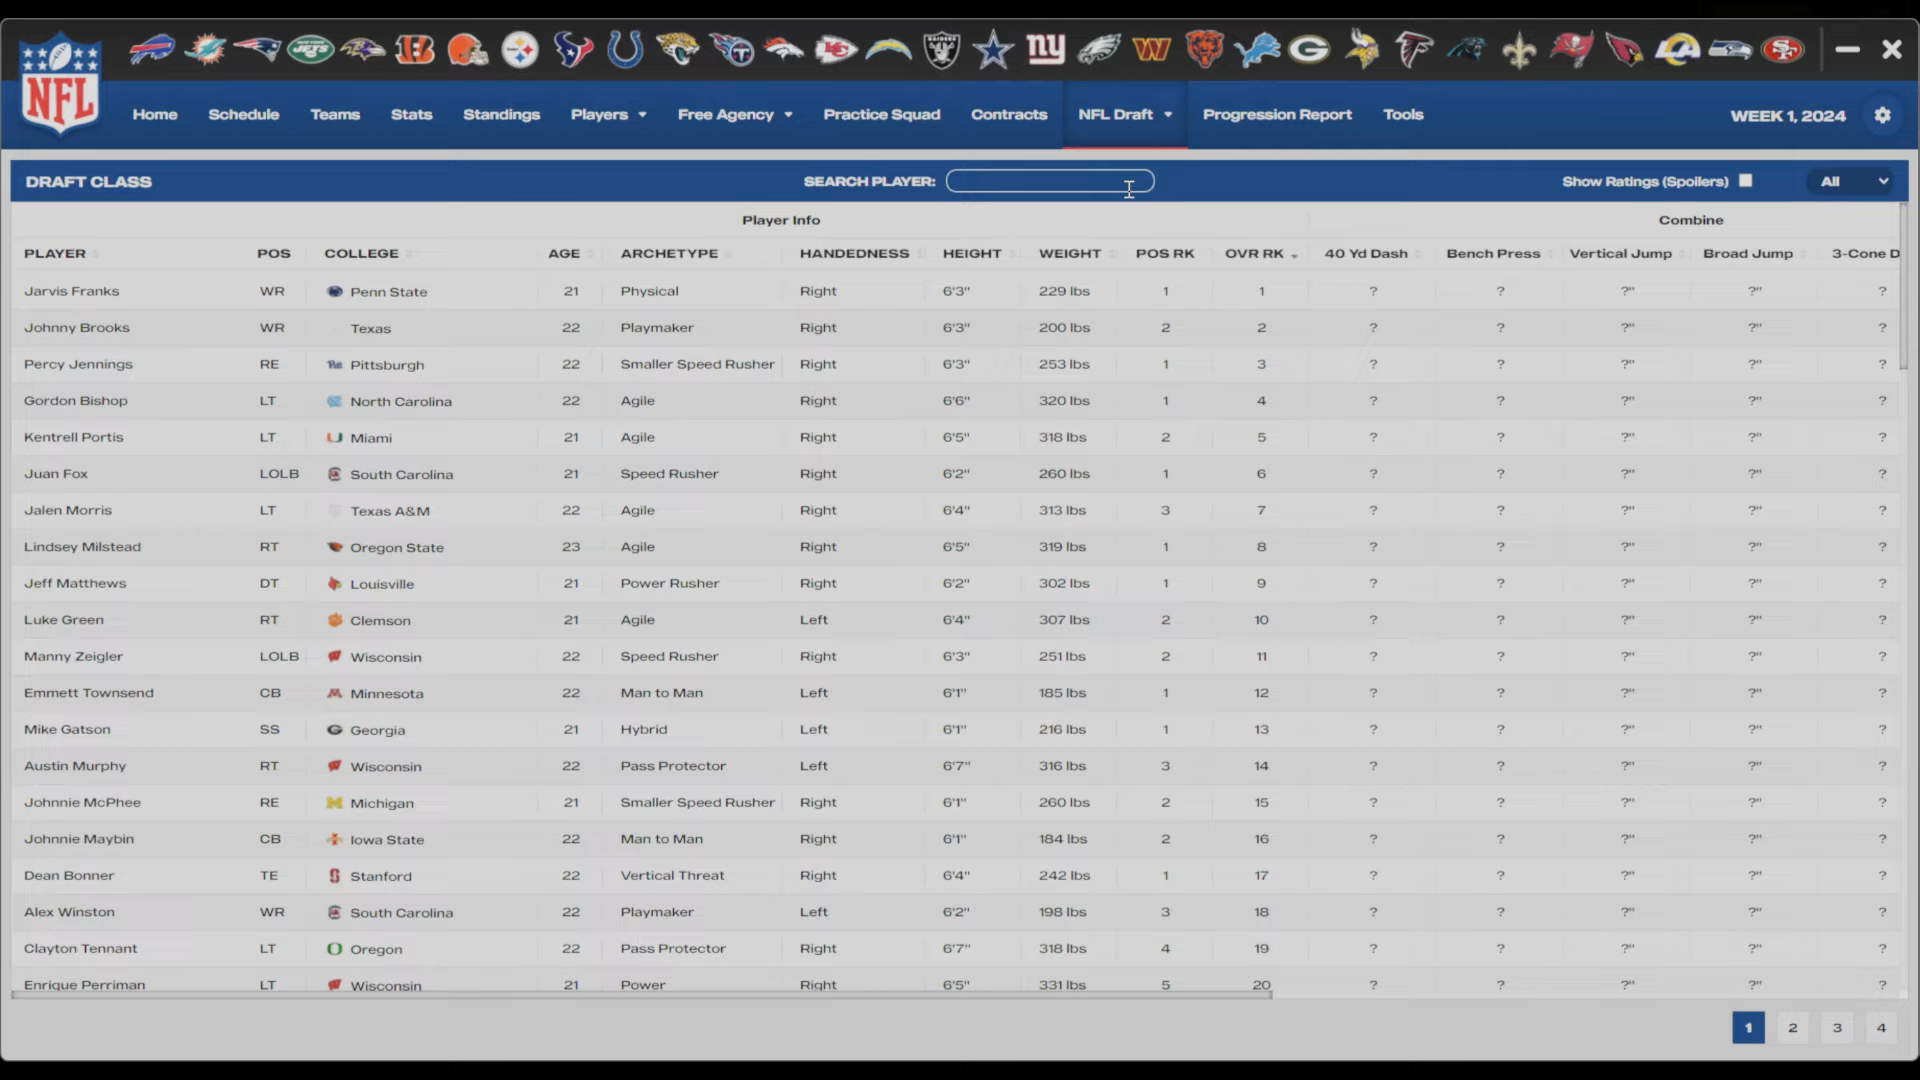 NFL
Home Schedule Teams Stats Standings Players Free Agency Practice Squad Contracts NFL Draft Progression Report Tools WEEK 1, 2024
DRAFT CLASS SEARCH PLAYER: Show Ratings (Spoilers) All
Player Info Combine
PLAYER POS COLLEGE AGE ARCHETYPE HANDEDNESS HEIGHT WEIGHT POS RK OVR RK 40 Yd Dash Bench Press Vertical Jump Broad Jump 3-Cone D
Jarvis Franks WR Penn State 21 Physical Right 6'3" 229 lbs 1 1 ? ? ?" ?" ?
Johnny Brooks WR Texas 22 Playmaker Right 6'3" 200 lbs 2 2 ? ? ?" ?" ?
Percy Jennings RE Pittsburgh 22 Smaller Speed Rusher Right 6'3" 253 lbs 1 3 ? ? ?" ?" ?
Gordon Bishop LT North Carolina 22 Agile Right 6'6" 320 lbs 1 4 ? ? ?" ?" ?
Kentrell Portis LT Miami 21 Agile Right 6'5" 318 lbs 2 5 ? ? ?" ?" ?
Juan Fox LOLB South Carolina 21 Speed Rusher Right 6'2" 260 lbs 1 6 ? ? ?" ?" ?
Jalen Morris LT Texas A&M 22 Agile Right 6'4" 313 lbs 3 7 ? ? ?" ?" ?
Lindsey Milstead RT Oregon State 23 Agile Right 6'5" 319 lbs 1 8 ? ? ?" ?" ?
Jeff Matthews DT Louisville 21 Power Rusher Right 6'2" 302 lbs 1 9 ? ? ?" ?" ?
Luke Green RT Clemson 21 Agile Left 6'4" 307 lbs 2 10 ? ? ?" ?" ?
Manny Zeigler LOLB Wisconsin 22 Speed Rusher Right 6'3" 251 lbs 2 11 ? ? ?" ?" ?
Emmett Townsend CB Minnesota 22 Man to Man Left 6'1" 185 lbs 1 12 ? ? ?" ?" ?
Mike Gatson SS Georgia 21 Hybrid Left 6'1" 216 lbs 1 13 ? ? ?" ?" ?
Austin Murphy RT Wisconsin 22 Pass Protector Left 6'7" 316 lbs 3 14 ? ? ?" ?" ?
Johnnie McPhee RE Michigan 21 Smaller Speed Rusher Right 6'1" 260 lbs 2 15 ? ? ?" ?" ?
Johnnie Maybin CB Iowa State 22 Man to Man Right 6'1" 184 lbs 2 16 ? ? ?" ?" ?
Dean Bonner TE Stanford 22 Vertical Threat Right 6'4" 242 lbs 1 17 ? ? ?" ?" ?
Alex Winston WR South Carolina 22 Playmaker Left 6'2" 198 lbs 3 18 ? ? ?" ?" ?
Clayton Tennant LT Oregon 22 Pass Protector Right 6'7" 318 lbs 4 19 ? ? ?" ?" ?
Enrique Perriman LT Wisconsin 21 Power Right 6'5" 331 lbs 5 20 ? ? ?" ?" ?
1 2 3 4